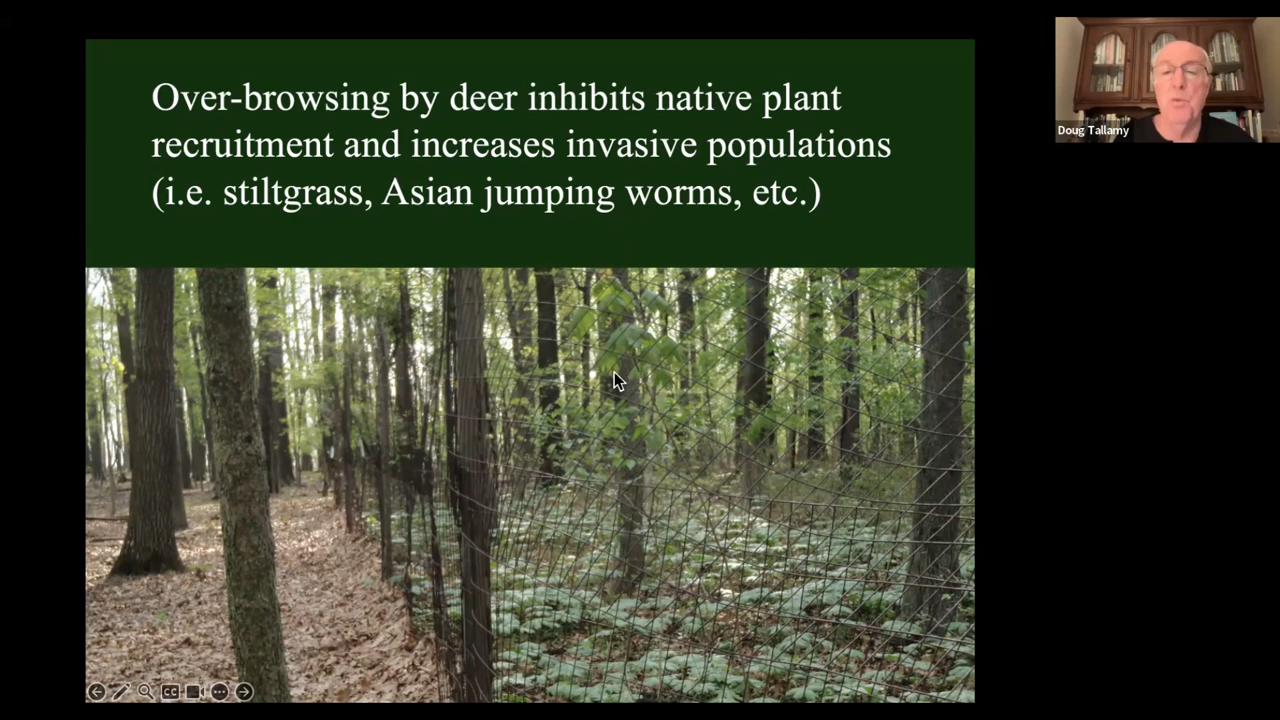 Over-browsing by deer inhibits native plant
recruitment and increases invasive populations
(i.e. stiltgrass, Asian jumping worms, etc.)
Doug Tallamy
CC